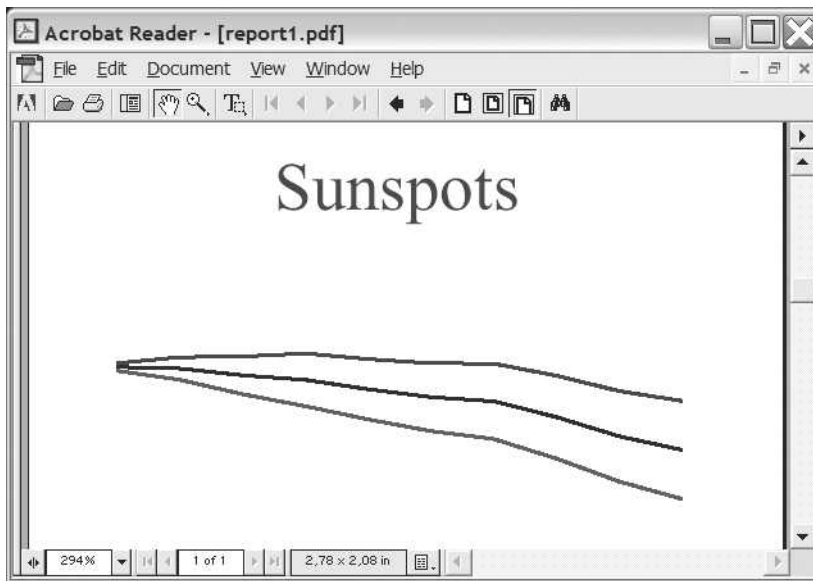 Acrobat Reader - [report1.pdf]
File Edit Document View Window Help
Sunspots
294% 1 of 1 2,78 x 2,08 in